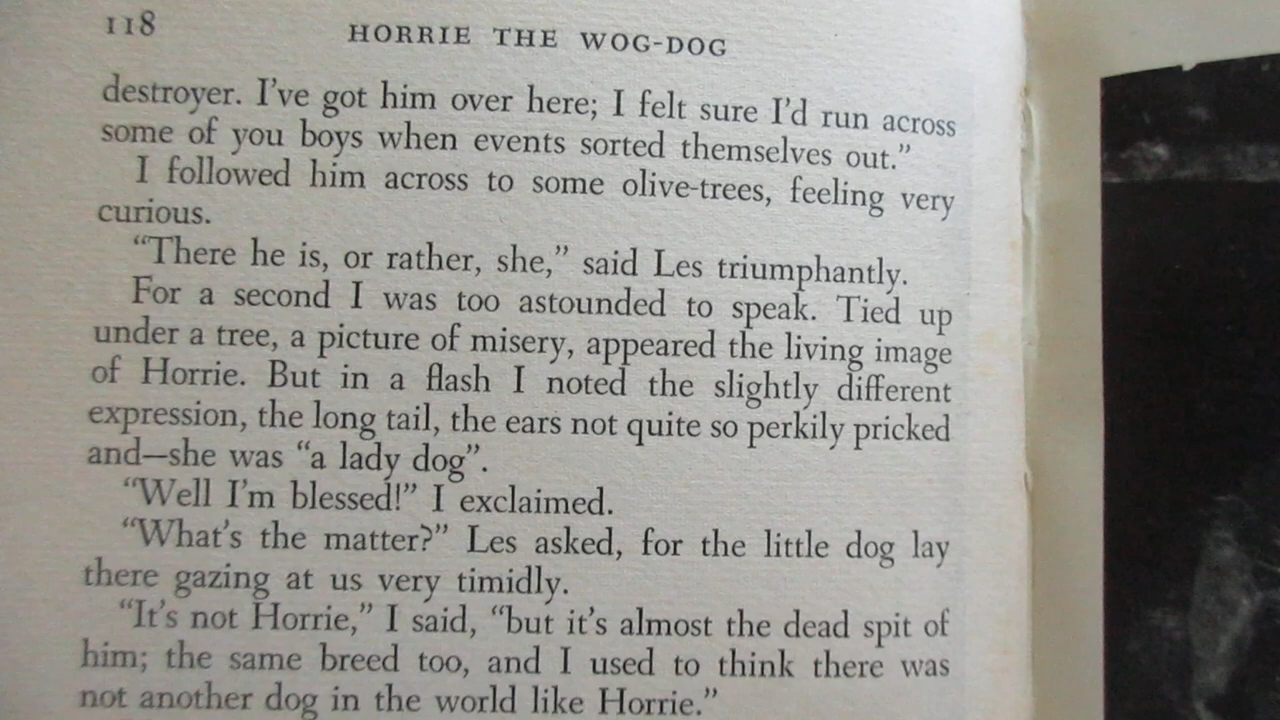 118 HORRIE THE WOG-DOG
destroyer. I've got him over here; I felt sure I'd run across
some of you boys when events sorted themselves out.”
I followed him across to some olive-trees, feeling very
curious.
“There he is, or rather, she,” said Les triumphantly.
For a second I was too astounded to speak. Tied up
under a tree, a picture of misery, appeared the living image
of Horrie. But in a flash I noted the slightly different
expression, the long tail, the ears not quite so perkily pricked
and—she was “a lady dog”.
“Well I'm blessed!” I exclaimed.
“What's the matter?” Les asked, for the little dog lay
there gazing at us very timidly.
“It's not Horrie,” I said, “but it's almost the dead spit of
him; the same breed too, and I used to think there was
not another dog in the world like Horrie.”